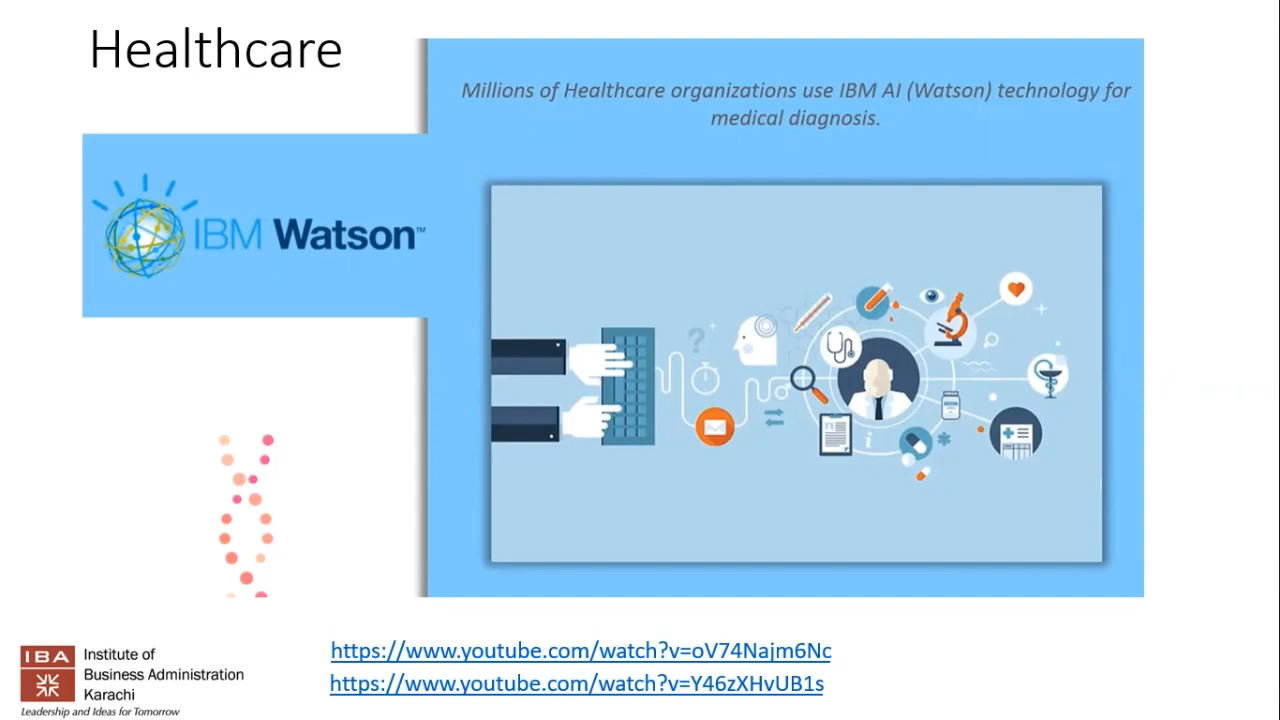 Healthcare
Millions of Healthcare organizations use IBM AI (Watson) technology for
medical diagnosis.
IBM Watson™
?
i
https://www.youtube.com/watch?v=oV74Najm6Nc
https://www.youtube.com/watch?v=Y46zXHvUB1s
IBA
Institute of
Business Administration
Karachi
Leadership and Ideas for Tomorrow